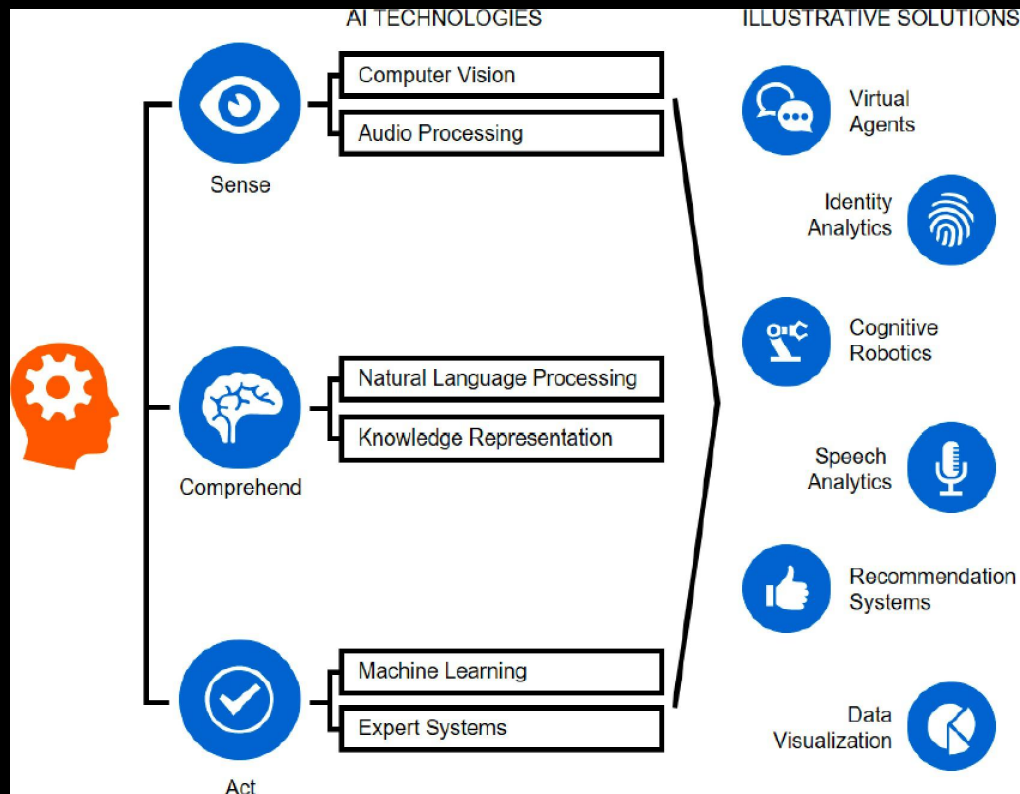 AI TECHNOLOGIES
Computer Vision
Audio Processing
Sense
Natural Language Processing
Knowledge Representation
Comprehend
Machine Learning
Expert Systems
Act
ILLUSTRATIVE SOLUTIONS
Virtual
Agents
Identity
Analytics
Cognitive
Robotics
Speech
Analytics
Recommendation
Systems
Data
Visualization